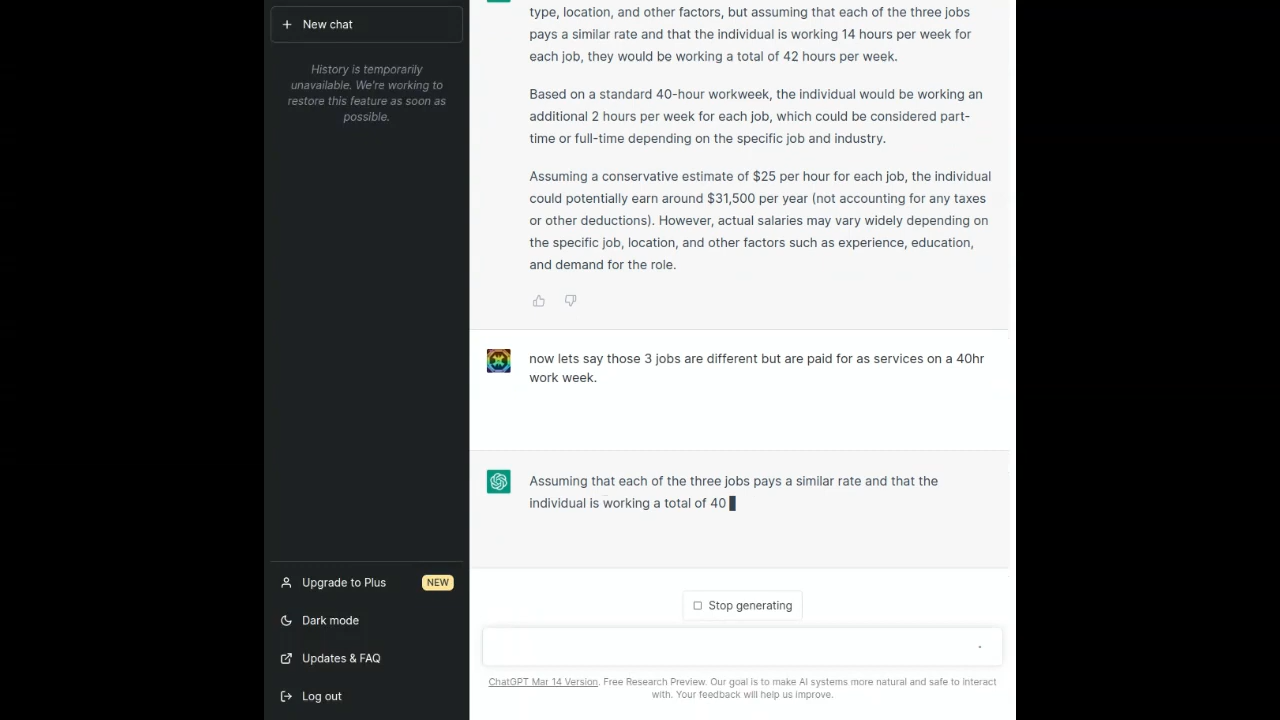 New chat
History is temporarily
unavailable. We're working to
restore this feature as soon as
possible.
Upgrade to Plus
NEW
Dark mode
Updates & FAQ
Log out
type, location, and other factors, but assuming that each of the three jobs
pays a similar rate and that the individual is working 14 hours per week for
each job, they would be working a total of 42 hours per week.
Based on a standard 40-hour workweek, the individual would be working an
additional 2 hours per week for each job, which could be considered part-
time or full-time depending on the specific job and industry.
Assuming a conservative estimate of $25 per hour for each job, the individual
could potentially earn around $31,500 per year (not accounting for any taxes
or other deductions). However, actual salaries may vary widely depending on
the specific job, location, and other factors such as experience, education,
and demand for the role.
now lets say those 3 jobs are different but are paid for as services on a 40hr
work week.
Assuming that each of the three jobs pays a similar rate and that the
individual is working a total of 40
Stop generating
ChatGPT Mar 14 Version. Free Research Preview. Our goal is to make AI systems more natural and safe to interact
with. Your feedback will help us improve.